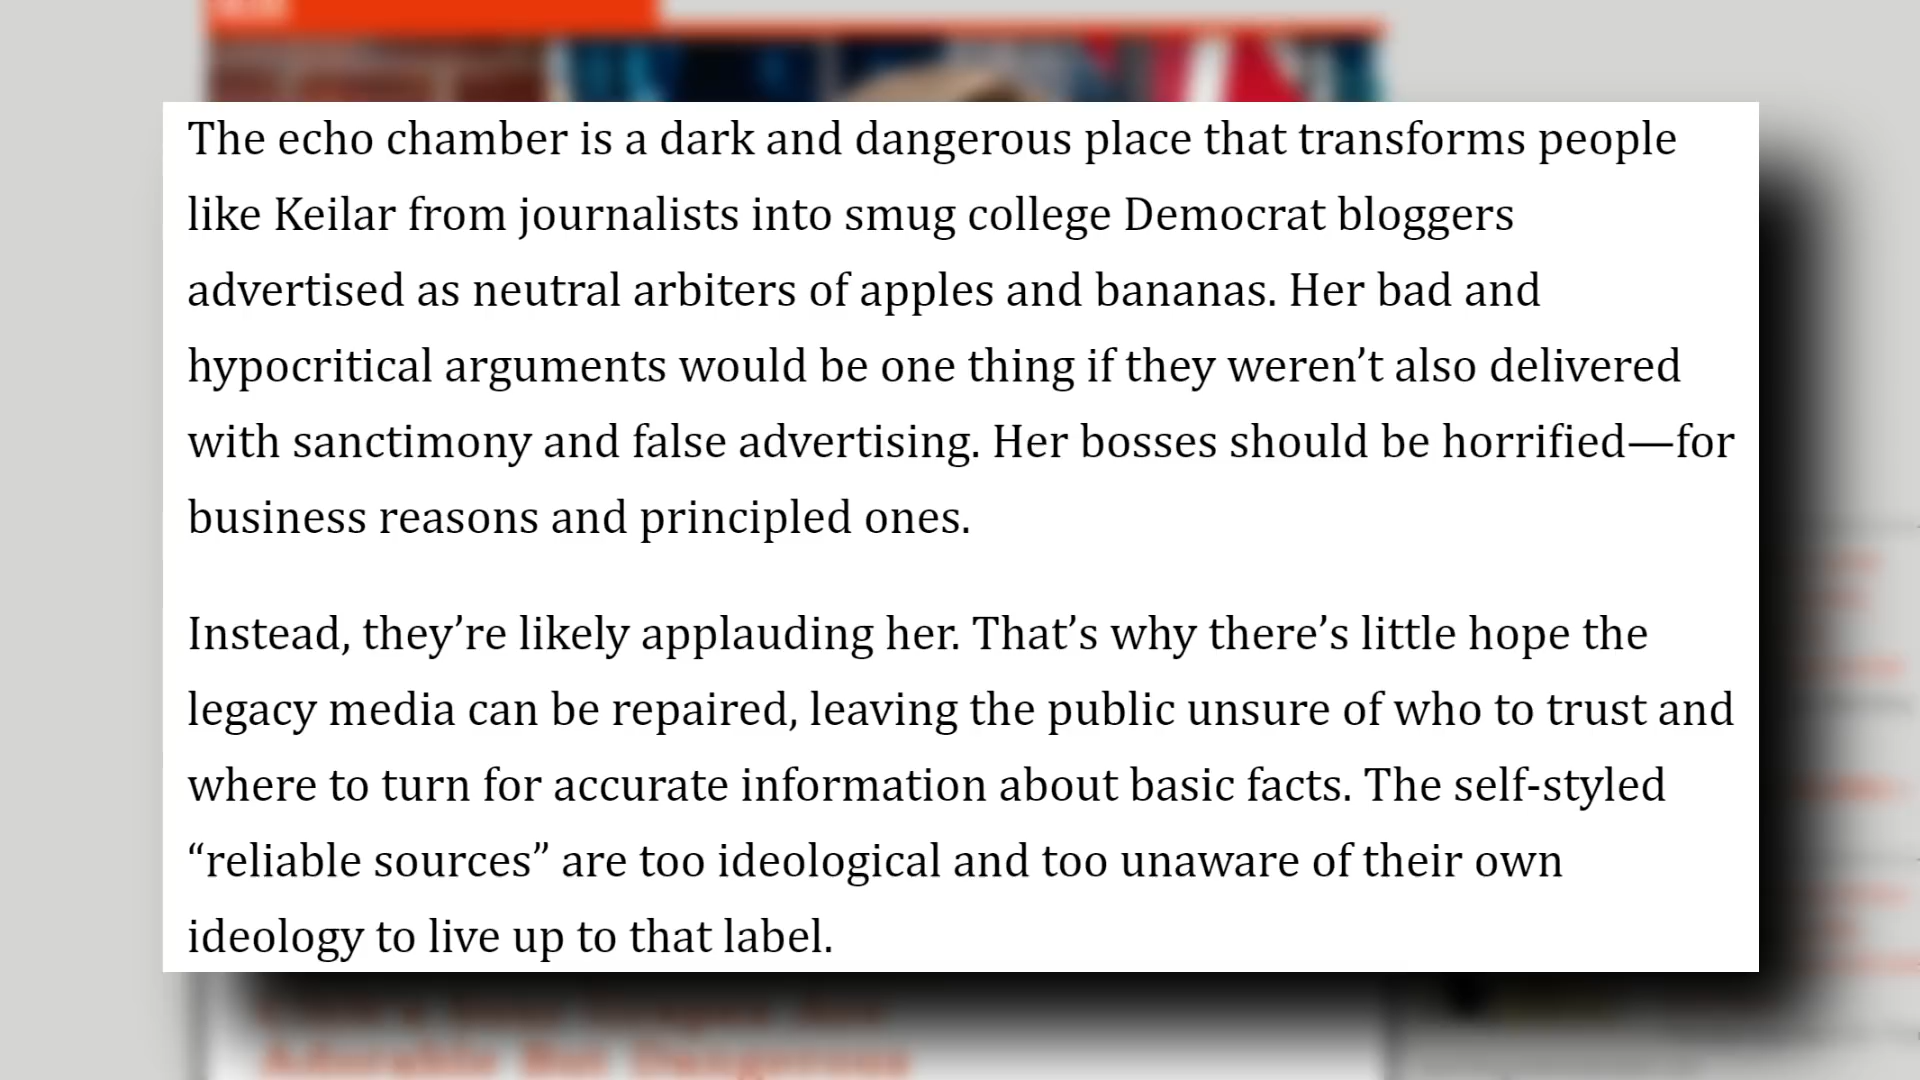 The echo chamber is a dark and dangerous place that transforms people
like Keilar from journalists into smug college Democrat bloggers
advertised as neutral arbiters of apples and bananas. Her bad and
hypocritical arguments would be one thing if they weren’t also delivered
with sanctimony and false advertising. Her bosses should be horrified—for
business reasons and principled ones.
Instead, they’re likely applauding her. That’s why there’s little hope the
legacy media can be repaired, leaving the public unsure of who to trust and
where to turn for accurate information about basic facts. The self-styled
“reliable sources” are too ideological and too unaware of their own
ideology to live up to that label.